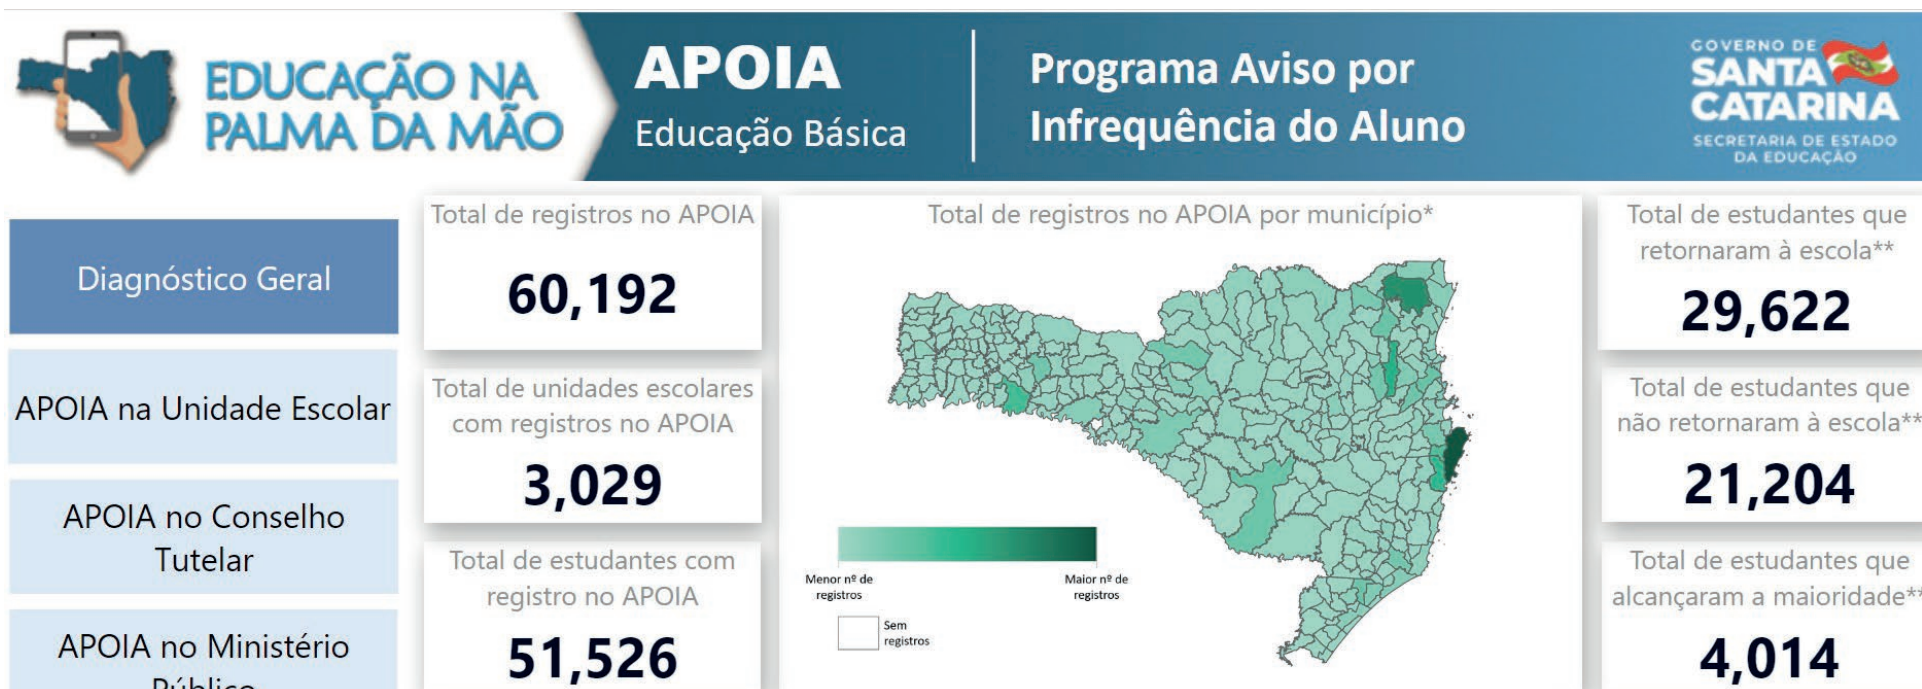 EDUCAÇÃO NA
PALMA DA MÃO
APOIA
Educação Básica
Programa Aviso por
Infrequência do Aluno
GOVERNO DE
SANTA
CATARINA
SECRETARIA DE ESTADO
DA EDUCAÇÃO
Diagnóstico Geral
APOIA na Unidade Escolar
APOIA no Conselho
Tutelar
APOIA no Ministério
Público
Total de registros no APOIA
60,192
Total de unidades escolares
com registros no APOIA
3,029
Total de estudantes com
registro no APOIA
51,526
Total de registros no APOIA por município*
Menor nº de
registros
Maior nº de
registros
Sem
registros
Total de estudantes que
retornaram à escola**
29,622
Total de estudantes que
não retornaram à escola**
21,204
Total de estudantes que
alcançaram a maioridade**
4,014